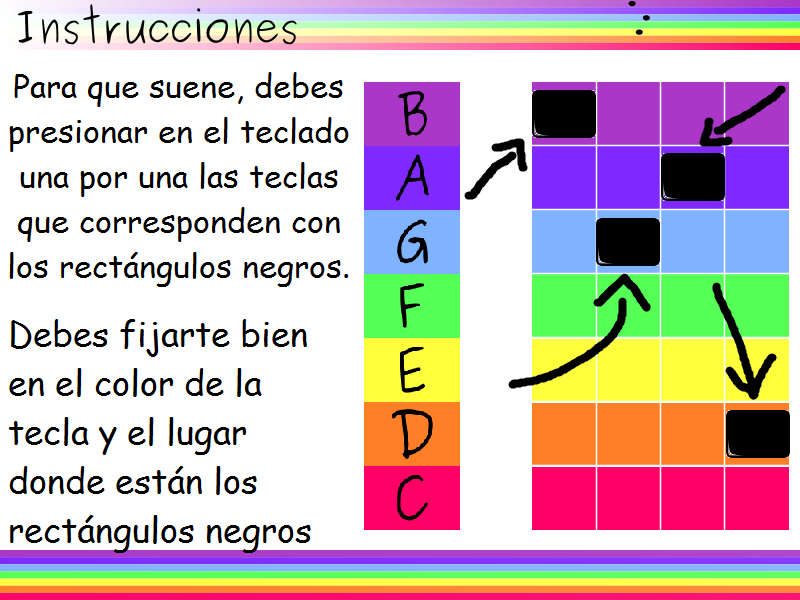 Instrucciones
Para que suene, debes
presionar en el teclado
una por una las teclas
que corresponden con
los rectángulos negros.
Debes fijarte bien
en el color de la
tecla y el lugar
donde están los
rectángulos negros
B
A
G
F
E
D
C